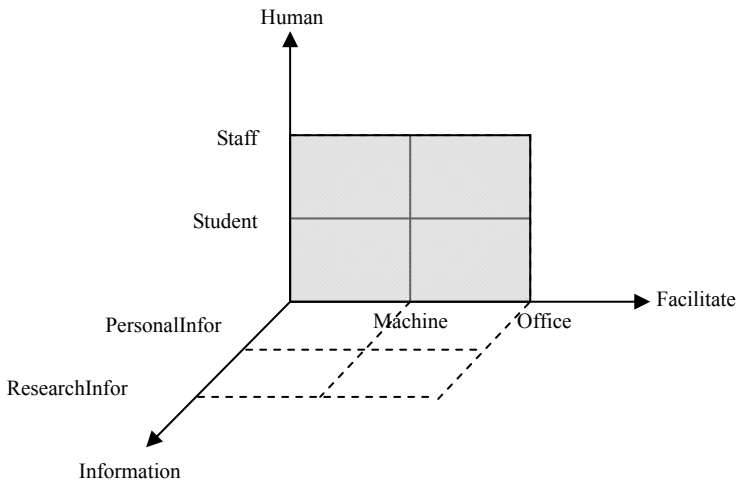 Human
Staff
Student
Facilitate
Machine
Office
PersonalInfor
ResearchInfor
Information